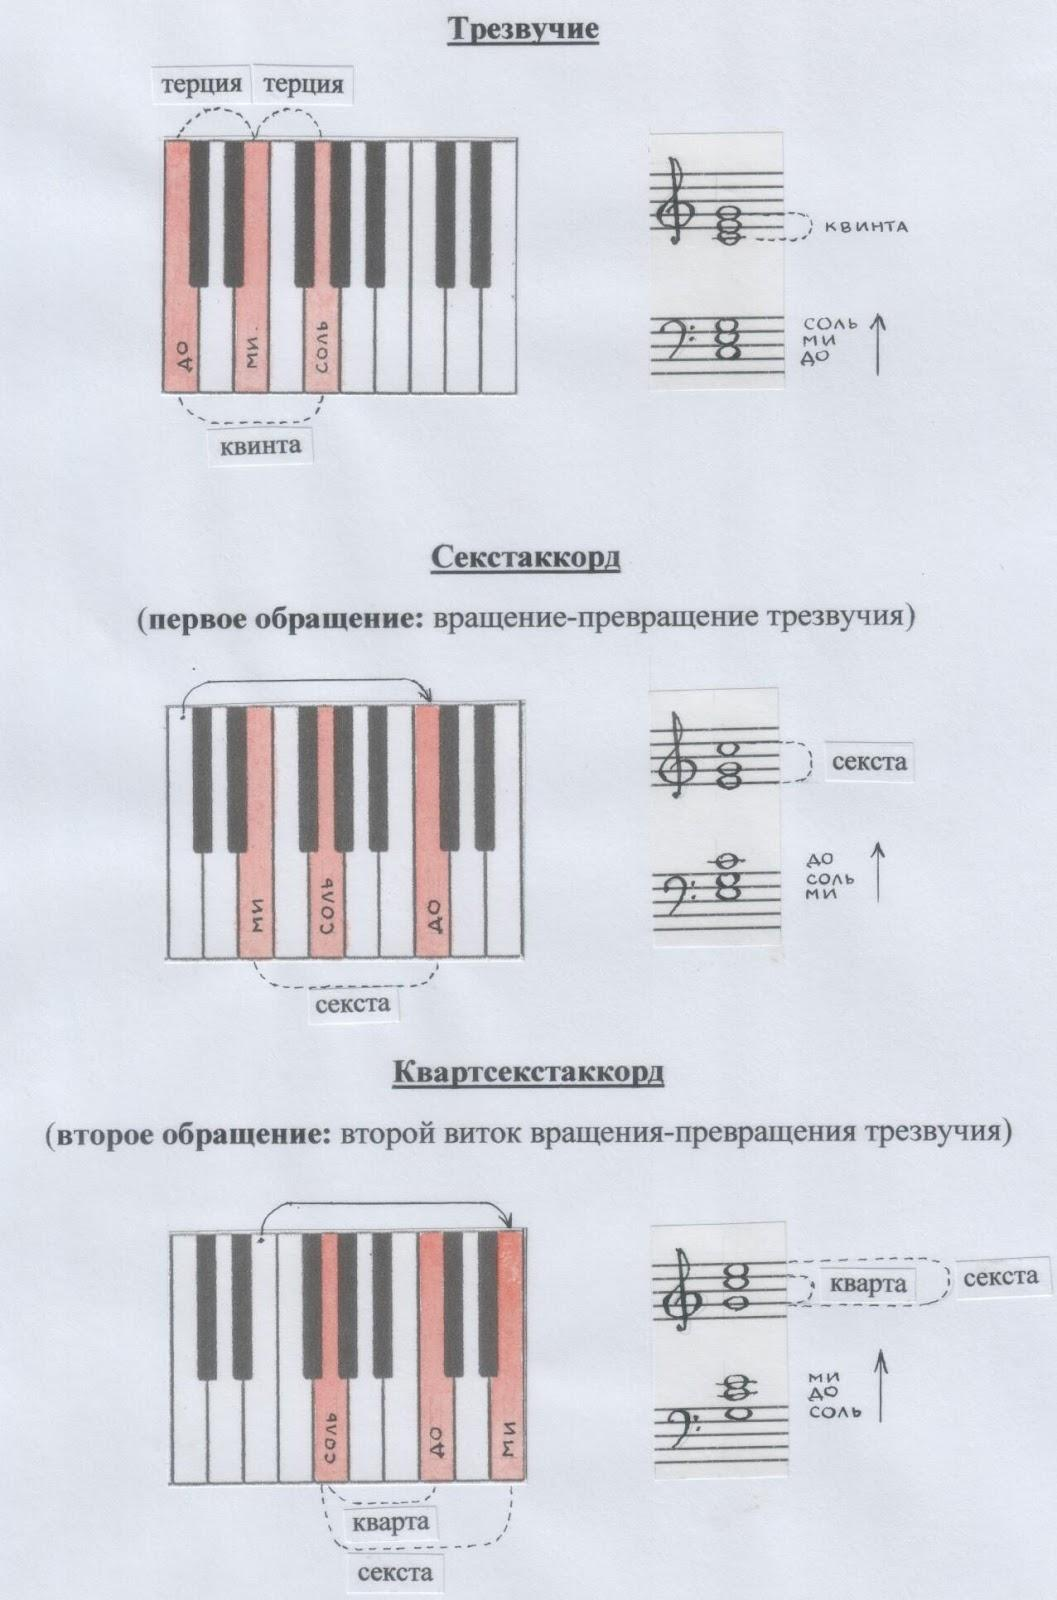 Трезвучие
терция терция
до
ми
соль
квинта
квинта
соль
ми
до
Секстаккорд
(первое обращение: вращение-превращение трезвучия)
ми
соль
до
секста
секста
до
соль
ми
Квартсекстаккорд
(второе обращение: второй виток вращения-превращения трезвучия)
соль
до
ми
кварта
секста
кварта
секста
ми
до
соль